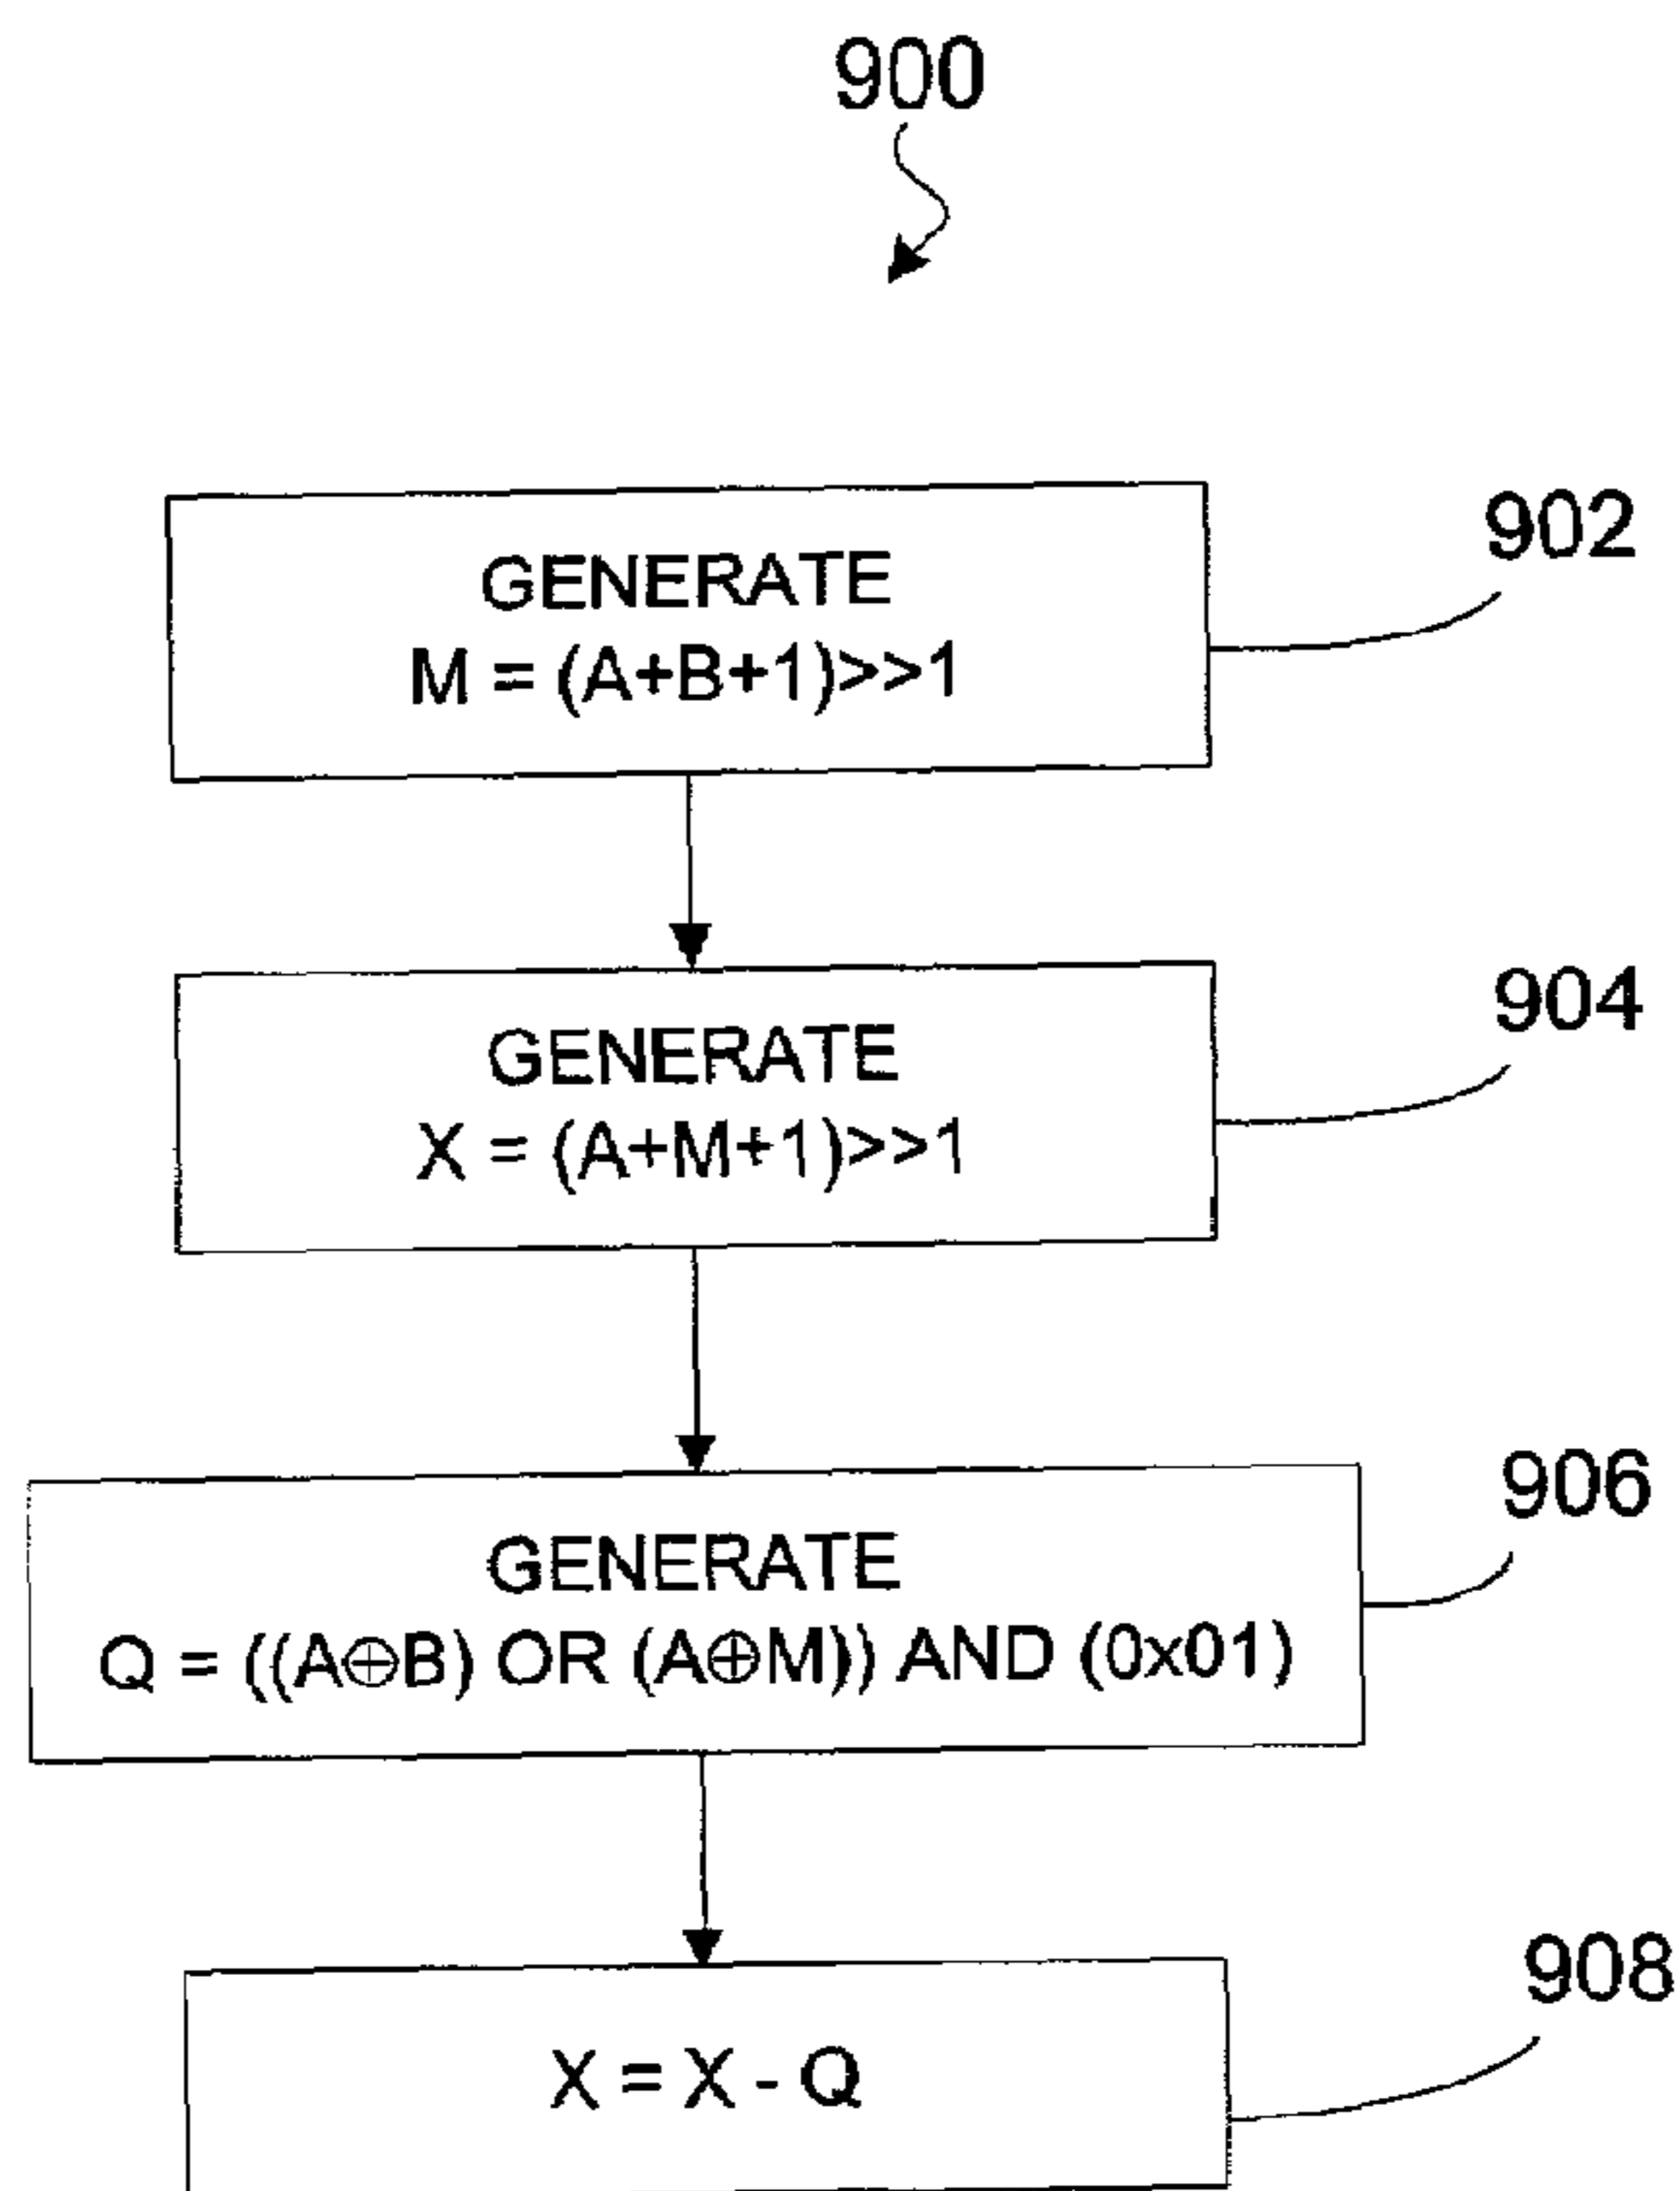 900
GENERATE
M = (A+B+1)>>1
902
GENERATE
X = (A+M+1)>>1
904
GENERATE
Q = ((A⊕B) OR (A⊕M)) AND (0x01)
906
X = X - Q
908